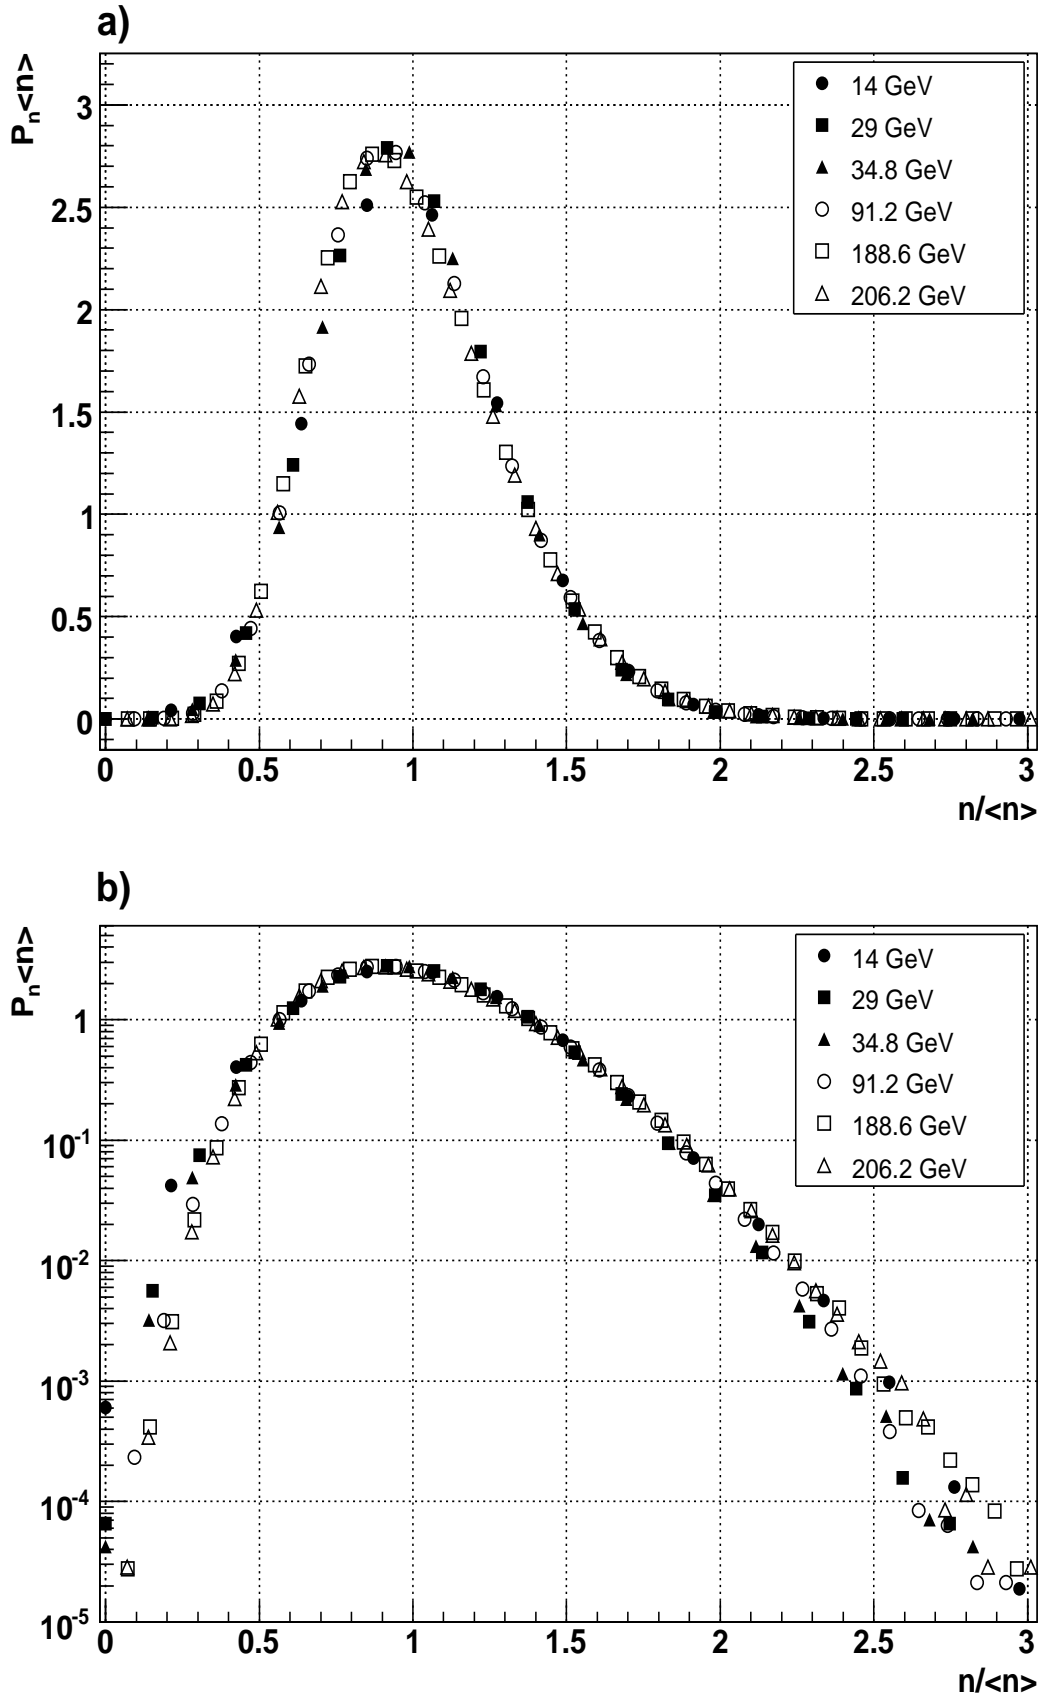 a)
P_n<n>
3
2.5
2
1.5
1
0.5
0
14 GeV
29 GeV
34.8 GeV
91.2 GeV
188.6 GeV
206.2 GeV
0 0.5 1 1.5 2 2.5 3
n/<n>
b)
P_n<n>
1
10^-1
10^-2
10^-3
10^-4
10^-5
14 GeV
29 GeV
34.8 GeV
91.2 GeV
188.6 GeV
206.2 GeV
0 0.5 1 1.5 2 2.5 3
n/<n>